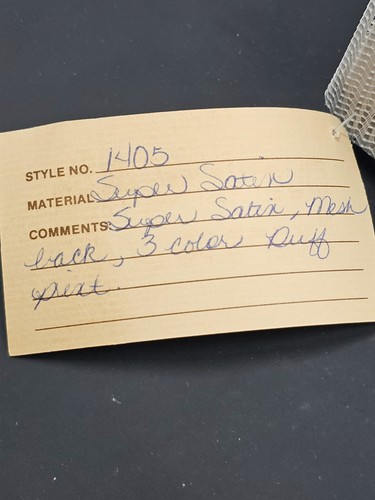 STYLE NO. 1405
MATERIAL Super Satin
COMMENTS: Super Satin, Mesh
back, 3 color Puff
print.